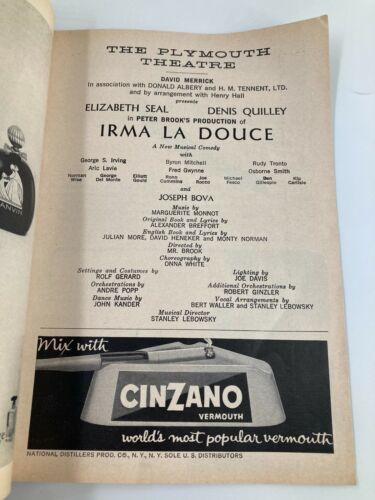 THE PLYMOUTH
THEATRE
DAVID MERRICK
In association with DONALD ALBERY and H. M. TENNENT, LTD.
and by arrangement with Henry Hall
presents
ELIZABETH SEAL DENIS QUILLEY
in PETER BROOK'S PRODUCTION of
IRMA LA DOUCE
A New Musical Comedy
with
George S. Irving Byron Mitchell Rudy Tronto
Aric Lavie Fred Gwynne Osborne Smith
Norman Wise George Del Monte Elliott Gould Rona Cummins Joe Rocco Michael Fesco Ben Gillespie Kip Carlisle
and
JOSEPH BOVA
Music by
MARGUERITE MONNOT
Original Book and Lyrics by
ALEXANDER BREFFORT
English Book and Lyrics by
JULIAN MORE, DAVID HENEKER and MONTY NORMAN
Directed by
MR. BROOK
Choreography by
ONNA WHITE
Settings and Costumes by
ROLF GERARD
Lighting by
JOE DAVIS
Orchestrations by
ANDRE POPP
Additional Orchestrations by
ROBERT GINZLER
Dance Music by
JOHN KANDER
Vocal Arrangements by
BERT WALLER and STANLEY LEBOWSKY
Musical Director
STANLEY LEBOWSKY
Mix with
CINZANO
VERMOUTH
world's most popular vermouth
NATIONAL DISTILLERS PROD. CO., N. Y., N. Y. SOLE U. S. DISTRIBUTORS